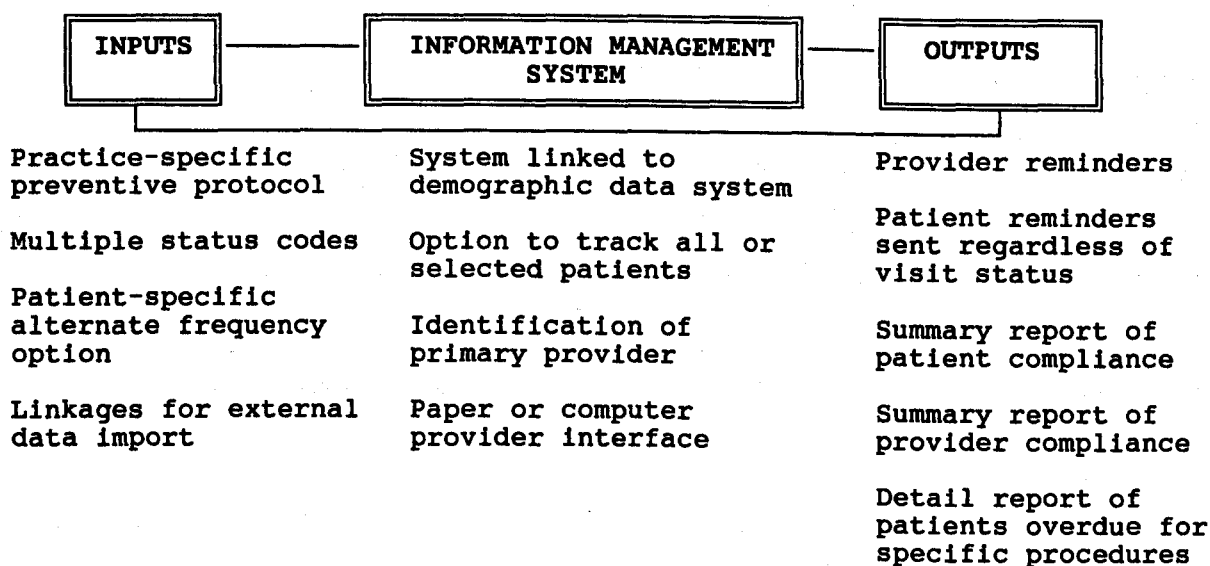 INPUTS
INFORMATION MANAGEMENT
SYSTEM
OUTPUTS
Practice-specific
preventive protocol
Multiple status codes
Patient-specific
alternate frequency
option
Linkages for external
data import
System linked to
demographic data system
Option to track all or
selected patients
Identification of
primary provider
Paper or computer
provider interface
Provider reminders
Patient reminders
sent regardless of
visit status
Summary report of
patient compliance
Summary report of
provider compliance
Detail report of
patients overdue for
specific procedures